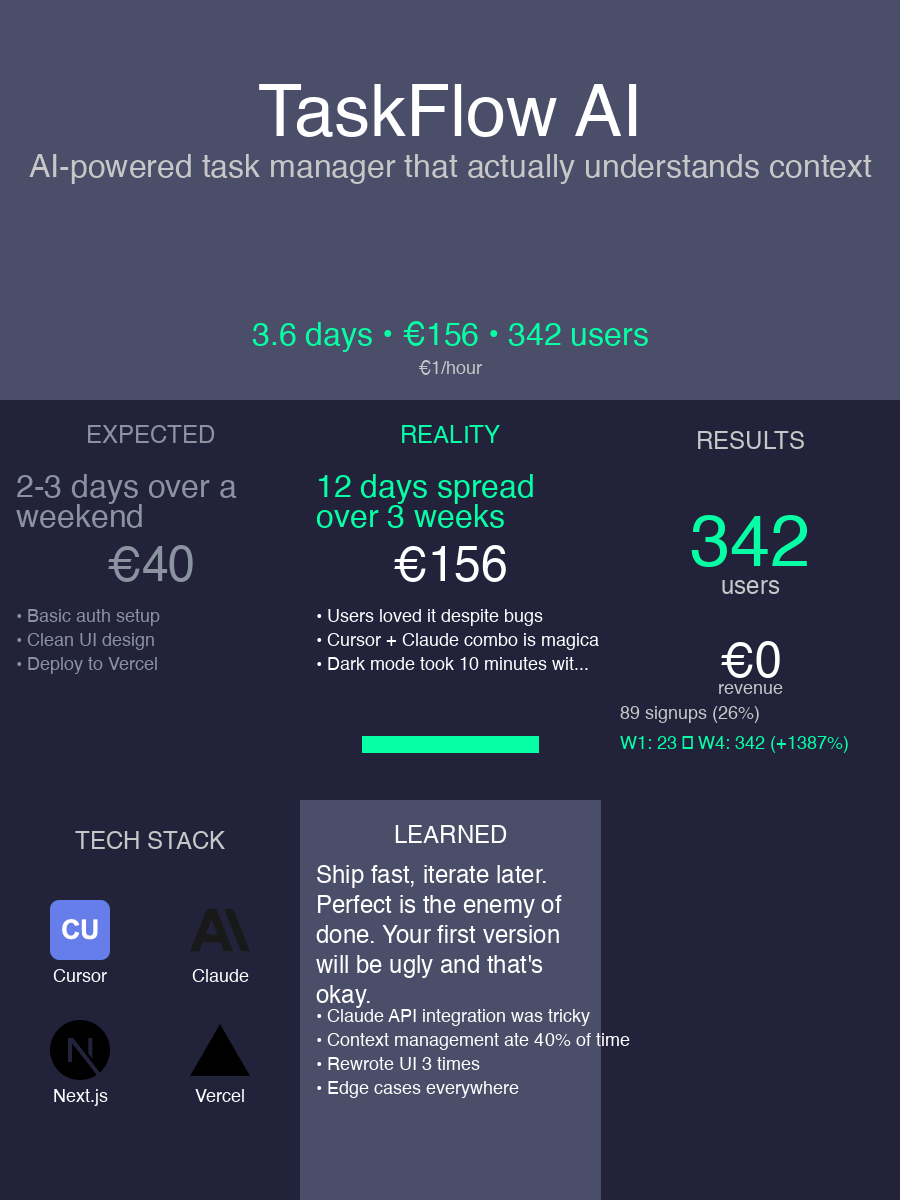 TaskFlow AI
AI-powered task manager that actually understands context
3.6 days • €156 • 342 users
€1/hour
EXPECTED
2-3 days over a
weekend
€40
• Basic auth setup
• Clean UI design
• Deploy to Vercel
REALITY
12 days spread
over 3 weeks
€156
• Users loved it despite bugs
• Cursor + Claude combo is magica
• Dark mode took 10 minutes wit...
RESULTS
342
users
€0
revenue
89 signups (26%)
W1: 23 ▯ W4: 342 (+1387%)
TECH STACK
CU
Cursor
A\
Claude
N
Next.js
Vercel
LEARNED
Ship fast, iterate later.
Perfect is the enemy of
done. Your first version
will be ugly and that's
okay.
• Claude API integration was tricky
• Context management ate 40% of time
• Rewrote UI 3 times
• Edge cases everywhere